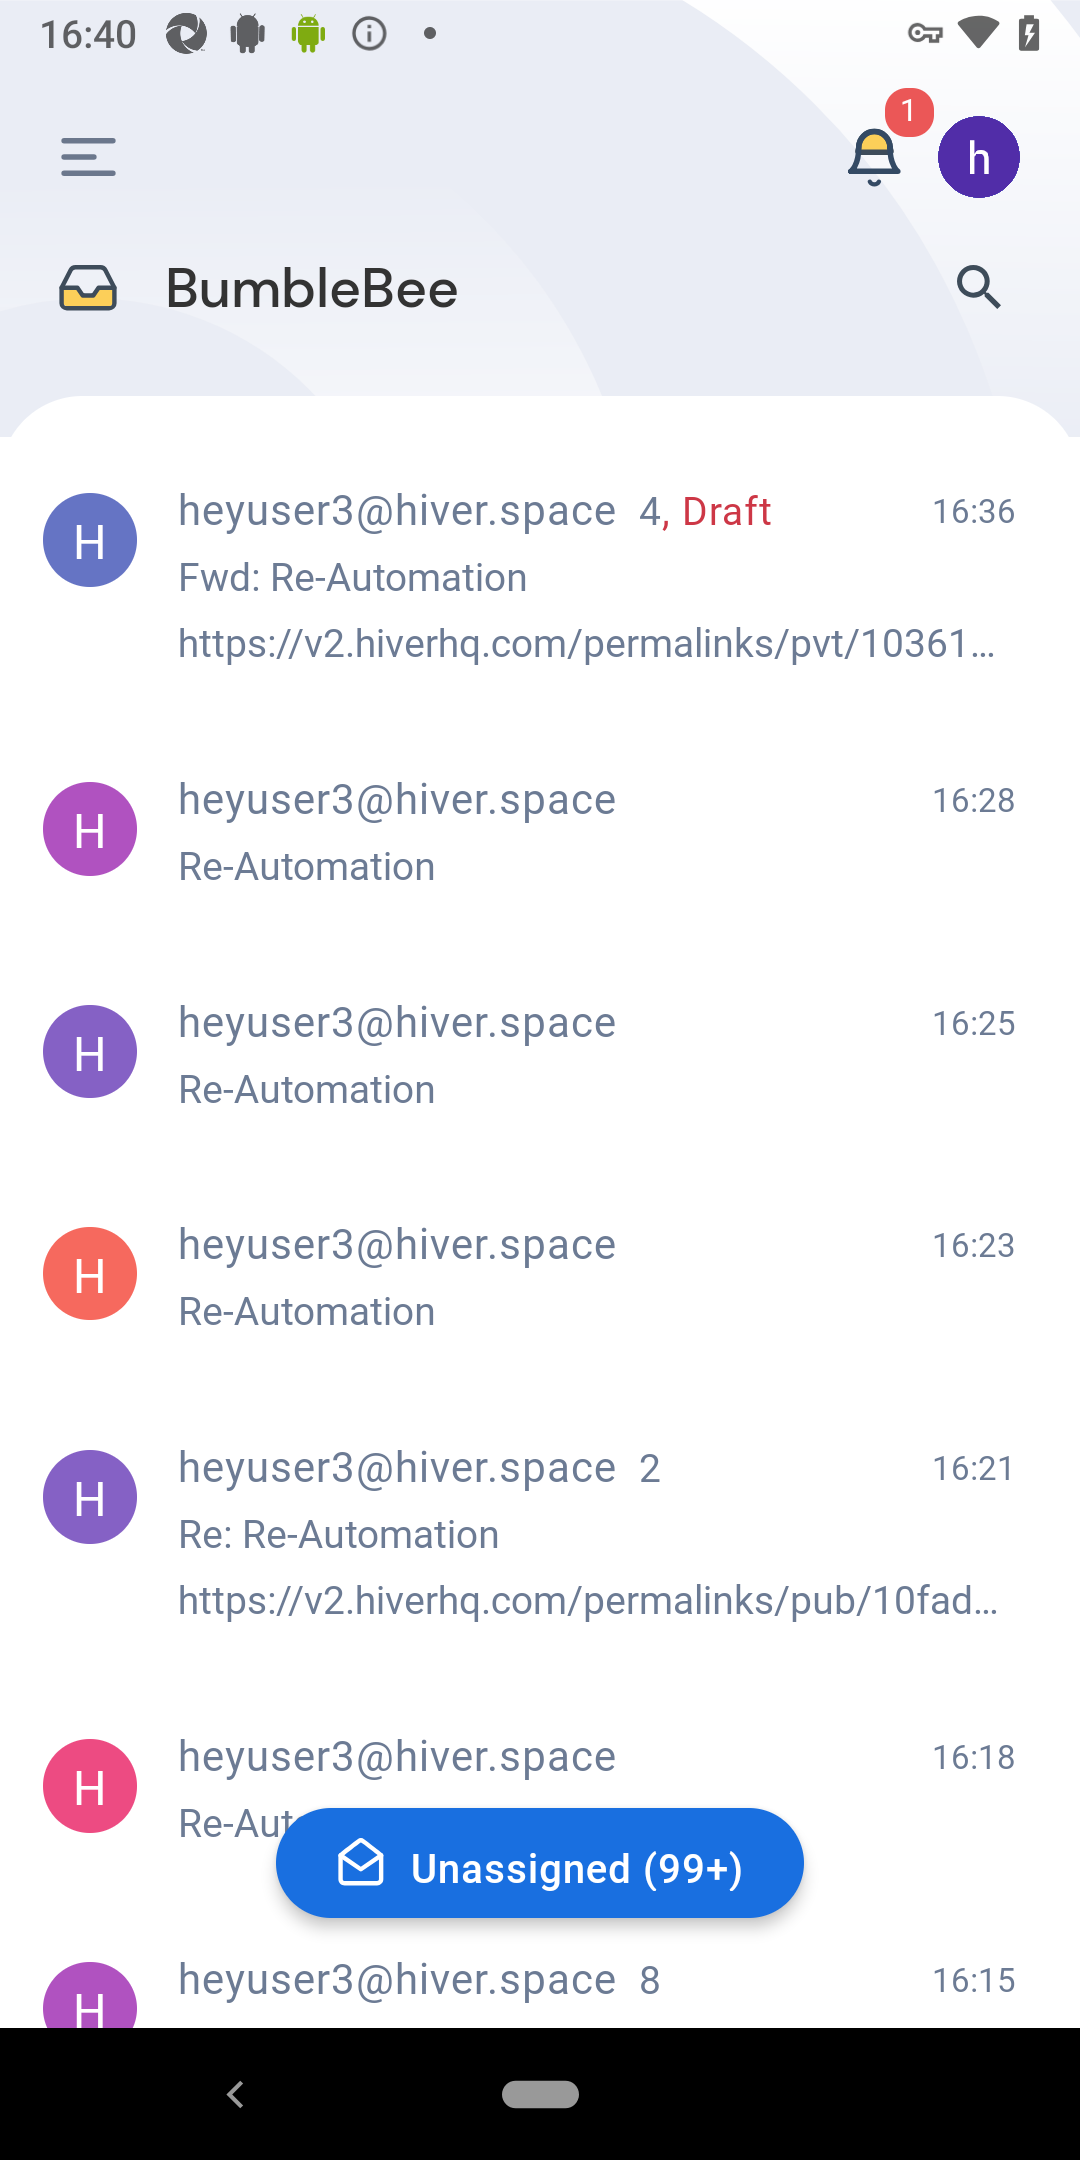 16:40
1
h
BumbleBee
H heyuser3@hiver.space 4, Draft 16:36
Fwd: Re-Automation
https://v2.hiverhq.com/permalinks/pvt/10361...
H heyuser3@hiver.space 16:28
Re-Automation
H heyuser3@hiver.space 16:25
Re-Automation
H heyuser3@hiver.space 16:23
Re-Automation
H heyuser3@hiver.space 2 16:21
Re: Re-Automation
https://v2.hiverhq.com/permalinks/pub/10fad...
H heyuser3@hiver.space 16:18
Re-Aut
Unassigned (99+)
H heyuser3@hiver.space 8 16:15